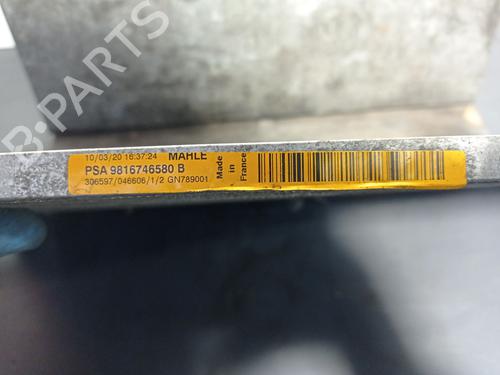 B-PARTS
10/03/20 16:37:24 MAHLE
PSA 9816746580 B
306597/046606/1/2 GN789001
Made
in
France